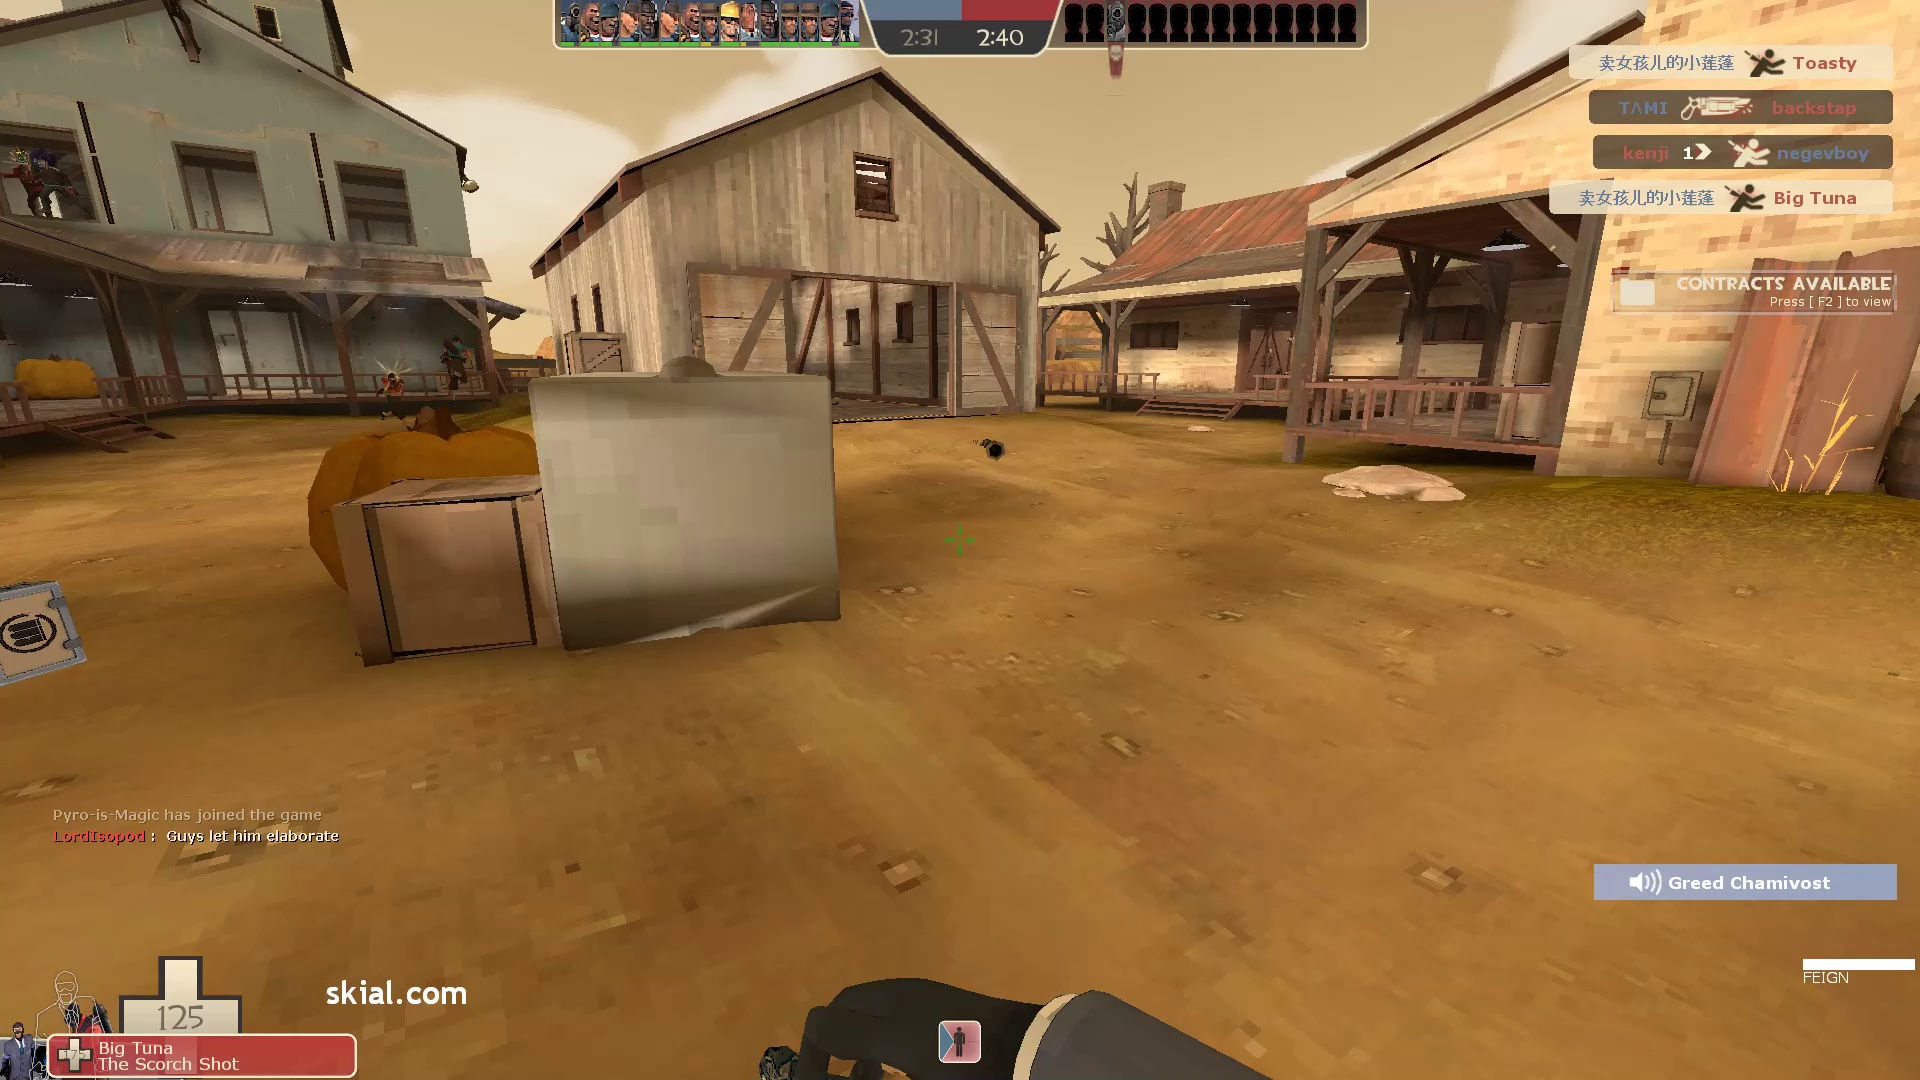 2:31 2:40
卖女孩儿的小莲蓬 Toasty
TΛMI backstap
kenji 1 negevboy
卖女孩儿的小莲蓬 Big Tuna
CONTRACTS AVAILABLE
Press [ F2 ] to view
Pyro-is-Magic has joined the game
LordIsopod : Guys let him elaborate
Greed Chamivost
FEIGN
skial.com
125
175 Big Tuna
The Scorch Shot